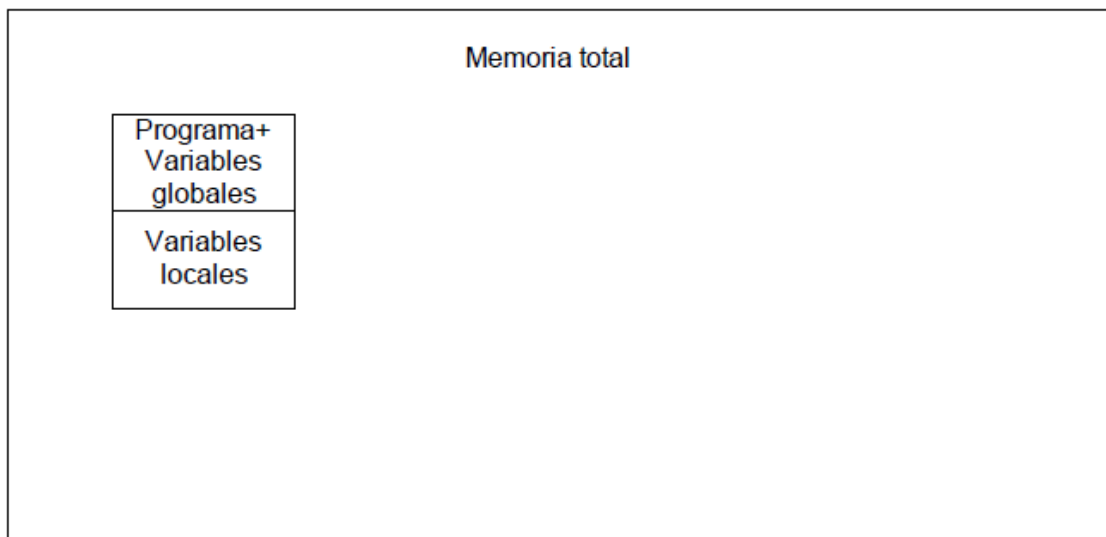 Memoria total
Programa+
Variables
globales
Variables
locales